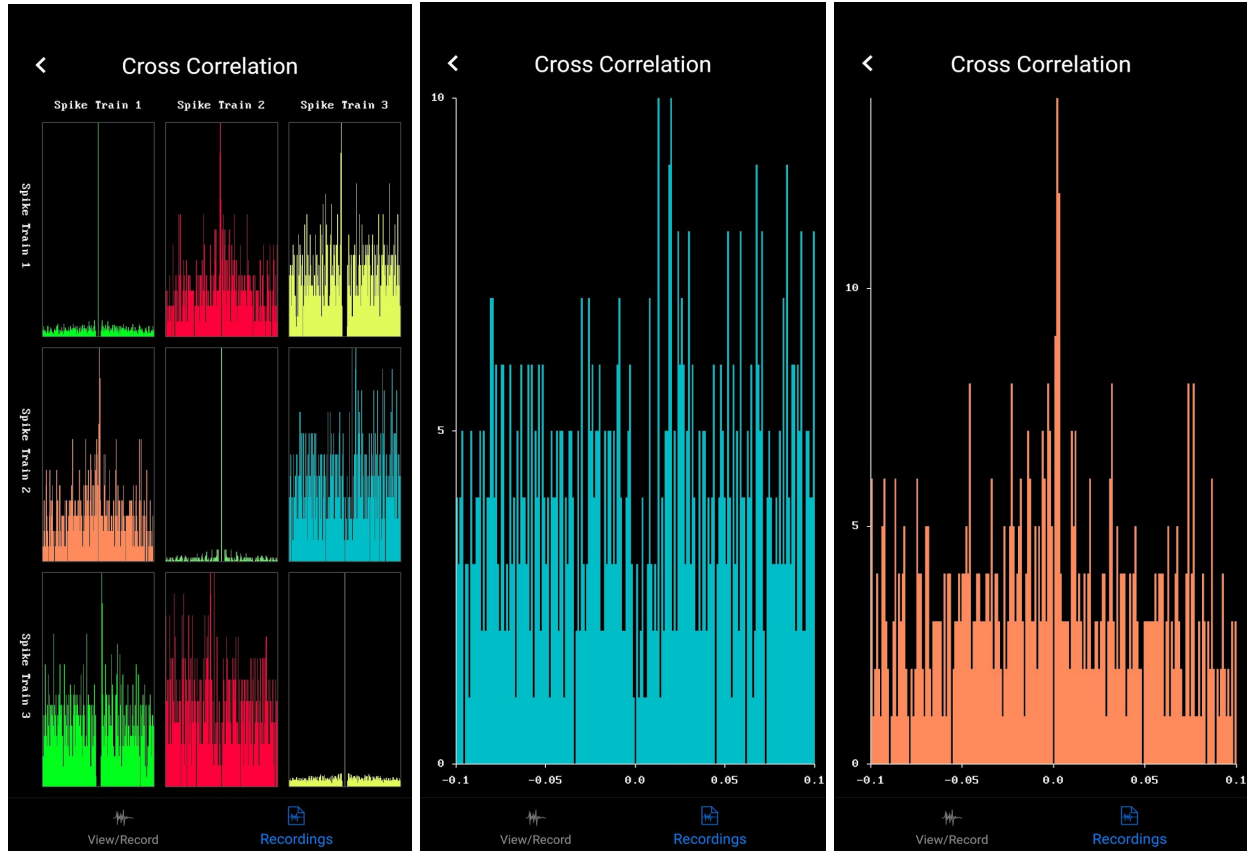 Cross Correlation
Spike Train 1 Spike Train 2 Spike Train 3
Spike Train 1
Spike Train 2
Spike Train 3
View/Record Recordings
Cross Correlation
10
5
0
-0.1 -0.05 0.0 0.05 0.1
View/Record Recordings
Cross Correlation
10
5
0
-0.1 -0.05 0.0 0.05 0.1
View/Record Recordings